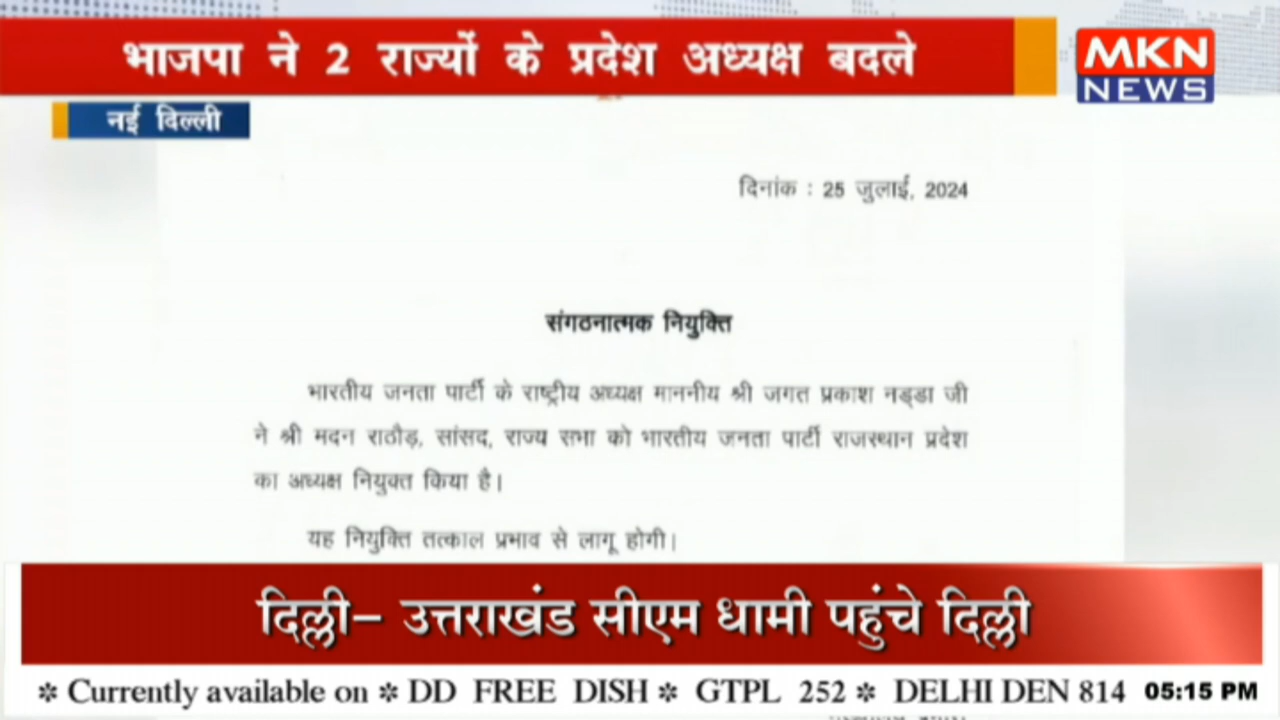 भाजपा ने 2 राज्यों के प्रदेश अध्यक्ष बदले
MKN
NEWS
नई दिल्ली
दिनांक : 25 जुलाई, 2024
संगठनात्मक नियुक्ति
भारतीय जनता पार्टी के राष्ट्रीय अध्यक्ष माननीय श्री जगत प्रकाश नड्डा जी
ने श्री मदन राठौड़, सांसद, राज्य सभा को भारतीय जनता पार्टी राजस्थान प्रदेश
का अध्यक्ष नियुक्त किया है।
यह नियुक्ति तत्काल प्रभाव से लागू होगी।
दिल्ली– उत्तराखंड सीएम धामी पहुंचे दिल्ली
✲ Currently available on ✲ DD FREE DISH ✲ GTPL 252 ✲ DELHI DEN 814 05:15 PM